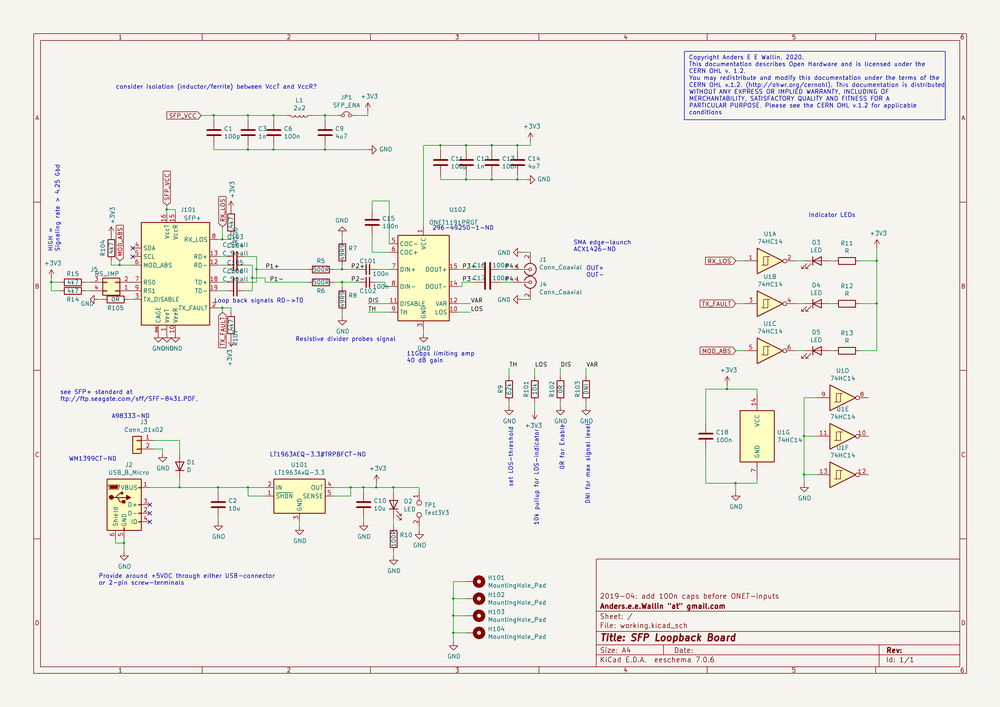 Copyright Anders E E Wallin, 2020.
This documentation describes Open Hardware and is licensed under the
CERN OHL v. 1.2.
You may redistribute and modify this documentation under the terms of the
CERN OHL v.1.2. (http://ohwr.org/cernohl). This documentation is distributed
WITHOUT ANY EXPRESS OR IMPLIED WARRANTY, INCLUDING OF
MERCHANTABILITY, SATISFACTORY QUALITY AND FITNESS FOR A
PARTICULAR PURPOSE. Please see the CERN OHL v.1.2 for applicable
conditions
consider isolation (inductor/ferrite) between VccT and VccR?
SFP_VCC
C1
100p
C3
1n
C6
100n
L1
2u2
C9
4u7
JP1
SFP_ENA
+3V3
GND
HIGH =
Signaling rate > 4.25 Gbd
SFP_VCC
J101
SFP+
VccT
VccR
SDA
SCL
MOD_ABS
RS0
RS1
TX_DISABLE
RX_LOS
RD+
RD-
TD+
TD-
TX_FAULT
CAGE
VeeT
VeeR
RX_LOS
TX_FAULT
MOD_ABS
+3V3
R104
4k7
R15
4k7
R14
4k7
RS_JMP
R105
0R
GND
Loop back signals RD->TD
P1+
P1-
R5
R6
R7
R8
P2+
P2-
C15
100n
C101
C102
Resistive divider probes signal
U102
ONET1191PRGT
296-49250-1-ND
COC-
COC+
DIN+
DIN-
DISABLE
TH
VCC
GND
DOUT+
DOUT-
VAR
LOS
DIS
TH
VAR
LOS
11Gbps limiting amp
40 dB gain
P3+
P3-
P4+
P4-
C14
4u7
+3V3
GND
SMA edge-launch
ACX1426-ND
J1
Conn_Coaxial
J4
Conn_Coaxial
OUT+
OUT-
Indicator LEDs
U1A
74HC14
D3
LED
R11
R
RX_LOS
U1B
74HC14
D4
LED
R12
R
TX_FAULT
U1C
74HC14
D5
LED
R13
R
MOD_ABS
+3V3
U1D
74HC14
U1E
74HC14
U1F
74HC14
U1G
74HC14
VCC
GND
C18
100n
+3V3
GND
GND
TH
LOS
DIS
VAR
R9
R101
10k
R102
0R
R103
DNI
GND
+3V3
GND
GND
set LOS-threshold
10k pullup for LOS-indicator
0R for Enable
DNI for max signal level
see SFP+ standard at
ftp://ftp.seagate.com/sff/SFF-8431.PDF,
A98333-ND
J3
Conn_01x02
WM1399CT-ND
J2
USB_B_Micro
VBUS
D+
D-
ID
Shield
GND
GND
D1
D
C2
10u
GND
LT1963AEQ-3.3#TRPBFCT-ND
U101
LT1963AxQ-3.3
IN
SHDN
OUT
SENSE
GND
C10
10u
+3V3
D2
LED
R10
100R
TP1
Test3V3
GND
Provide around +5VDC through either USB-connector
or 2-pin screw-terminals
H101
MountingHole_Pad
H102
MountingHole_Pad
H103
MountingHole_Pad
H104
MountingHole_Pad
GND
2019-04: add 100n caps before ONET-inputs
Anders.e.e.Wallin "at" gmail.com
Sheet: /
File: working.kicad_sch
Title: SFP Loopback Board
Size: A4
Date:
Rev:
KiCad E.D.A.  eeschema 7.0.6
Id: 1/1